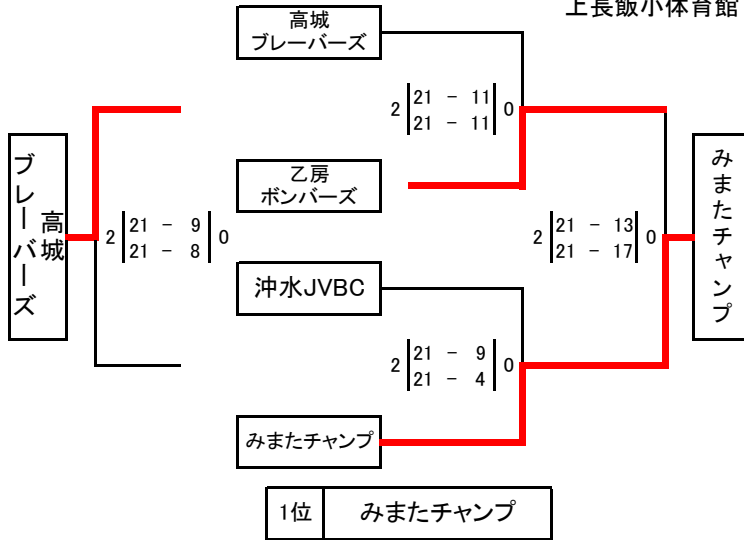 上長飯小体育館
高城
ブレーバーズ
2 21 - 11 0
21 - 11
乙房
ボンバーズ
高城
ブレーバーズ
2 21 - 9 0
21 - 8
2 21 - 13 0
21 - 17
みまたチャンプ
沖水JVBC
2 21 - 9 0
21 - 4
みまたチャンプ
1位 みまたチャンプ